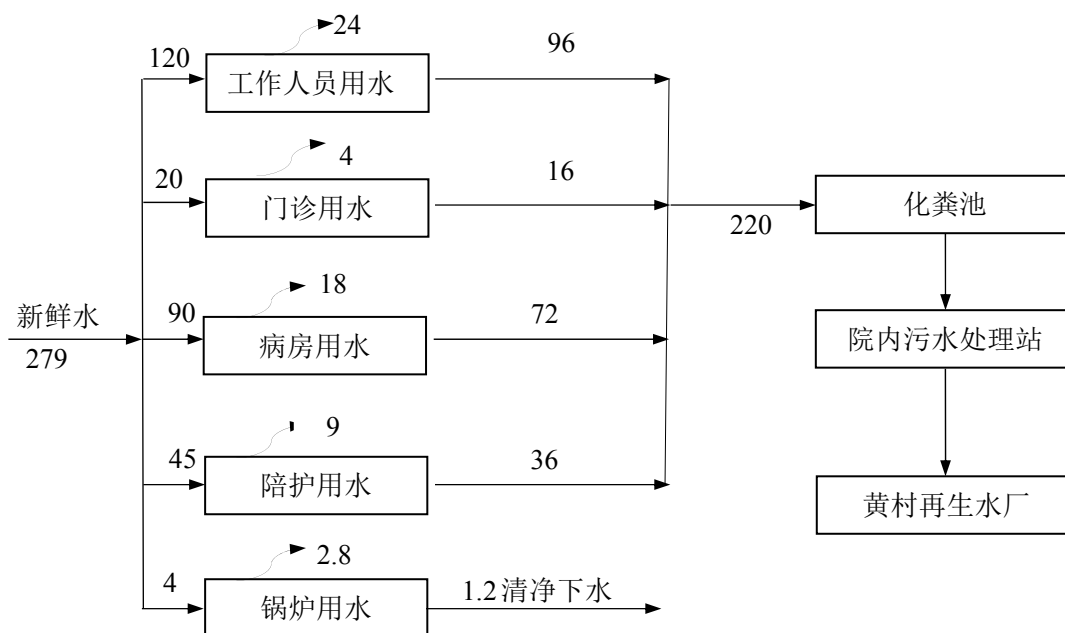 24
120
96
工作人员用水
4
20
16
门诊用水
220
化粪池
18
新鲜水
90
72
279
病房用水
院内污水处理站
9
45
36
陪护用水
黄村再生水厂
2.8
4
1.2清净下水
锅炉用水